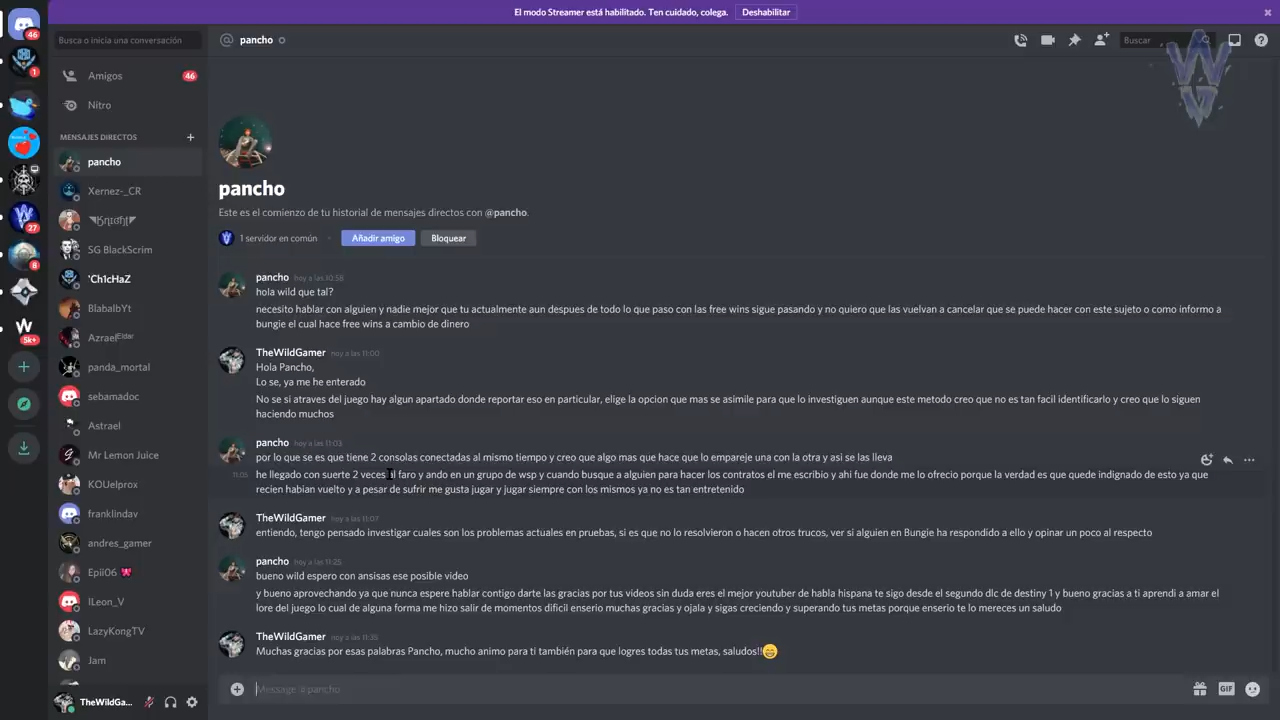 El modo Streamer está habilitado. Ten cuidado, colega.
Deshabilitar
46
1
27
8
5k+
Busca o inicia una conversación
Amigos
46
Nitro
MENSAJES DIRECTOS
pancho
Xernez-_CR
SG BlackScrim
'Ch1cHaZ
BlabalbYt
Azrael
panda_mortal
sebamadoc
Astrael
Mr Lemon Juice
KOUelprox
franklindav
andres_gamer
Epii06
ILeon_V
LazyKongTV
Jam
TheWildGa...
@ pancho
Buscar
pancho
Este es el comienzo de tu historial de mensajes directos con @pancho.
1 servidor en común
Añadir amigo
Bloquear
pancho hoy a las 10:58
hola wild que tal?
necesito hablar con alguien y nadie mejor que tu actualmente aun despues de todo lo que paso con las free wins sigue pasando y no quiero que las vuelvan a cancelar que se puede hacer con este sujeto o como informo a
bungie el cual hace free wins a cambio de dinero
TheWildGamer hoy a las 11:00
Hola Pancho,
Lo se, ya me he enterado
No se si atraves del juego hay algun apartado donde reportar eso en particular, elige la opcion que mas se asimile para que lo investiguen aunque este metodo creo que no es tan facil identificarlo y creo que lo siguen
haciendo muchos
pancho hoy a las 11:03
por lo que se es que tiene 2 consolas conectadas al mismo tiempo y creo que algo mas que hace que lo empareje una con la otra y asi se las lleva
11:05 he llegado con suerte 2 veces al faro y ando en un grupo de wsp y cuando busque a alguien para hacer los contratos el me escribio y ahi fue donde me lo ofrecio porque la verdad es que quede indignado de esto ya que
recien habian vuelto y a pesar de sufrir me gusta jugar y jugar siempre con los mismos ya no es tan entretenido
TheWildGamer hoy a las 11:07
entiendo, tengo pensado investigar cuales son los problemas actuales en pruebas, si es que no lo resolvieron o hacen otros trucos, ver si alguien en Bungie ha respondido a ello y opinar un poco al respecto
pancho hoy a las 11:25
bueno wild espero con ansisas ese posible video
y bueno aprovechando ya que nunca espere hablar contigo darte las gracias por tus videos sin duda eres el mejor youtuber de habla hispana te sigo desde el segundo dlc de destiny 1 y bueno gracias a ti aprendi a amar el
lore del juego lo cual de alguna forma me hizo salir de momentos dificil enserio muchas gracias y ojala y sigas creciendo y superando tus metas porque enserio te lo mereces un saludo
TheWildGamer hoy a las 11:35
Muchas gracias por esas palabras Pancho, mucho animo para ti también para que logres todas tus metas, saludos!!
Message # pancho
GIF